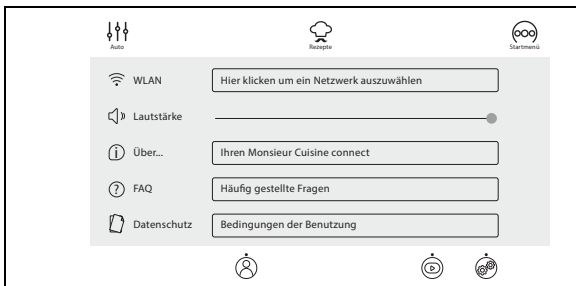 Auto
Rezepte
Startmenü
WLAN
Hier klicken um ein Netzwerk auszuwählen
Lautstärke
Über...
Ihren Monsieur Cuisine connect
FAQ
Häufig gestellte Fragen
Datenschutz
Bedingungen der Benutzung